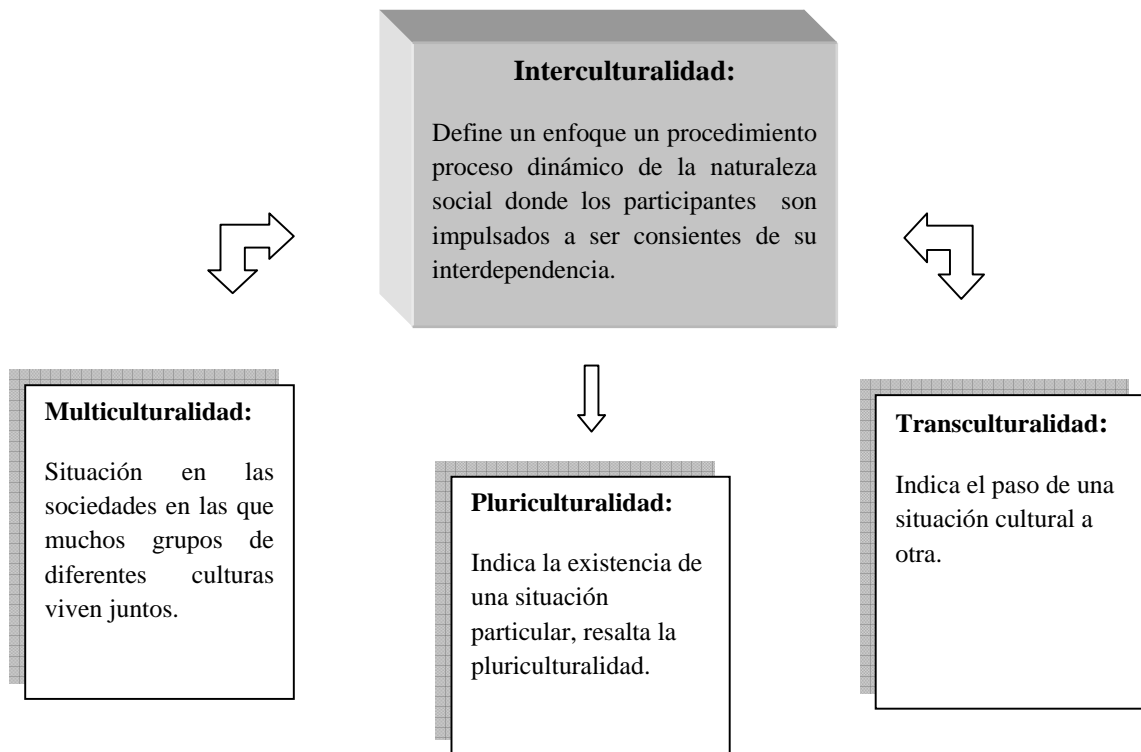 Interculturalidad:
Define un enfoque un procedimiento
proceso dinámico de la naturaleza
social donde los participantes son
impulsados a ser consientes de su
interdependencia.
Multiculturalidad:
Situación en las
sociedades en las que
muchos grupos de
diferentes culturas
viven juntos.
Pluriculturalidad:
Indica la existencia de
una situación
particular, resalta la
pluriculturalidad.
Transculturalidad:
Indica el paso de una
situación cultural a
otra.